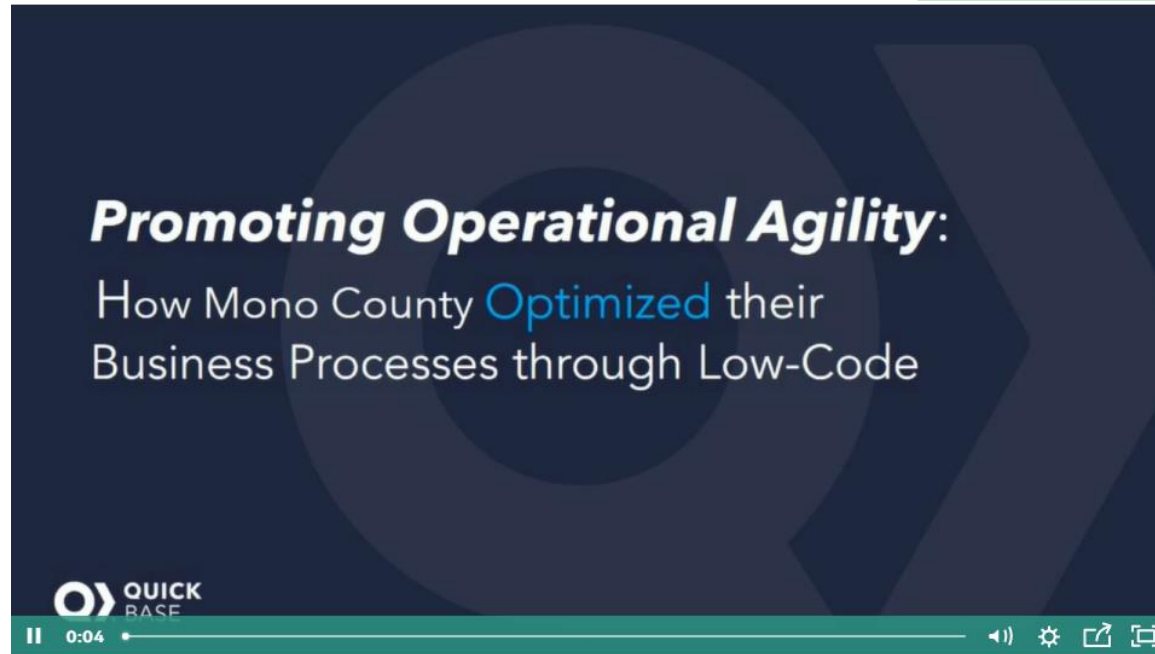 Promoting Operational Agility:
How Mono County Optimized their
Business Processes through Low-Code
QUICK
BASE
0:04